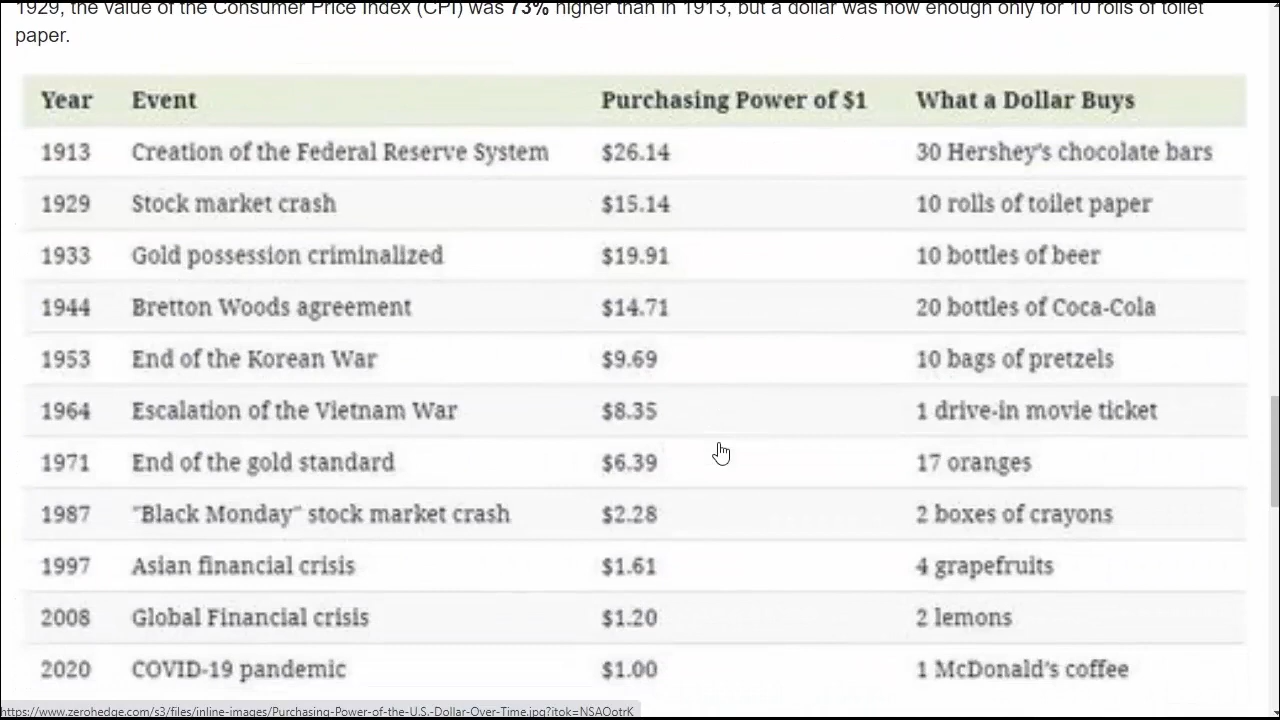 1929, the value of the Consumer Price Index (CPI) was 73% higher than in 1913, but a dollar was now enough only for 10 rolls of toilet
paper.
Year Event Purchasing Power of $1 What a Dollar Buys
1913 Creation of the Federal Reserve System $26.14 30 Hershey's chocolate bars
1929 Stock market crash $15.14 10 rolls of toilet paper
1933 Gold possession criminalized $19.91 10 bottles of beer
1944 Bretton Woods agreement $14.71 20 bottles of Coca-Cola
1953 End of the Korean War $9.69 10 bags of pretzels
1964 Escalation of the Vietnam War $8.35 1 drive-in movie ticket
1971 End of the gold standard $6.39 17 oranges
1987 "Black Monday" stock market crash $2.28 2 boxes of crayons
1997 Asian financial crisis $1.61 4 grapefruits
2008 Global Financial crisis $1.20 2 lemons
2020 COVID-19 pandemic $1.00 1 McDonald's coffee
https://www.zerohedge.com/s3/files/inline-images/Purchasing-Power-of-the-U.S.-Dollar-Over-Time.jpg?itok=NSAOotrK